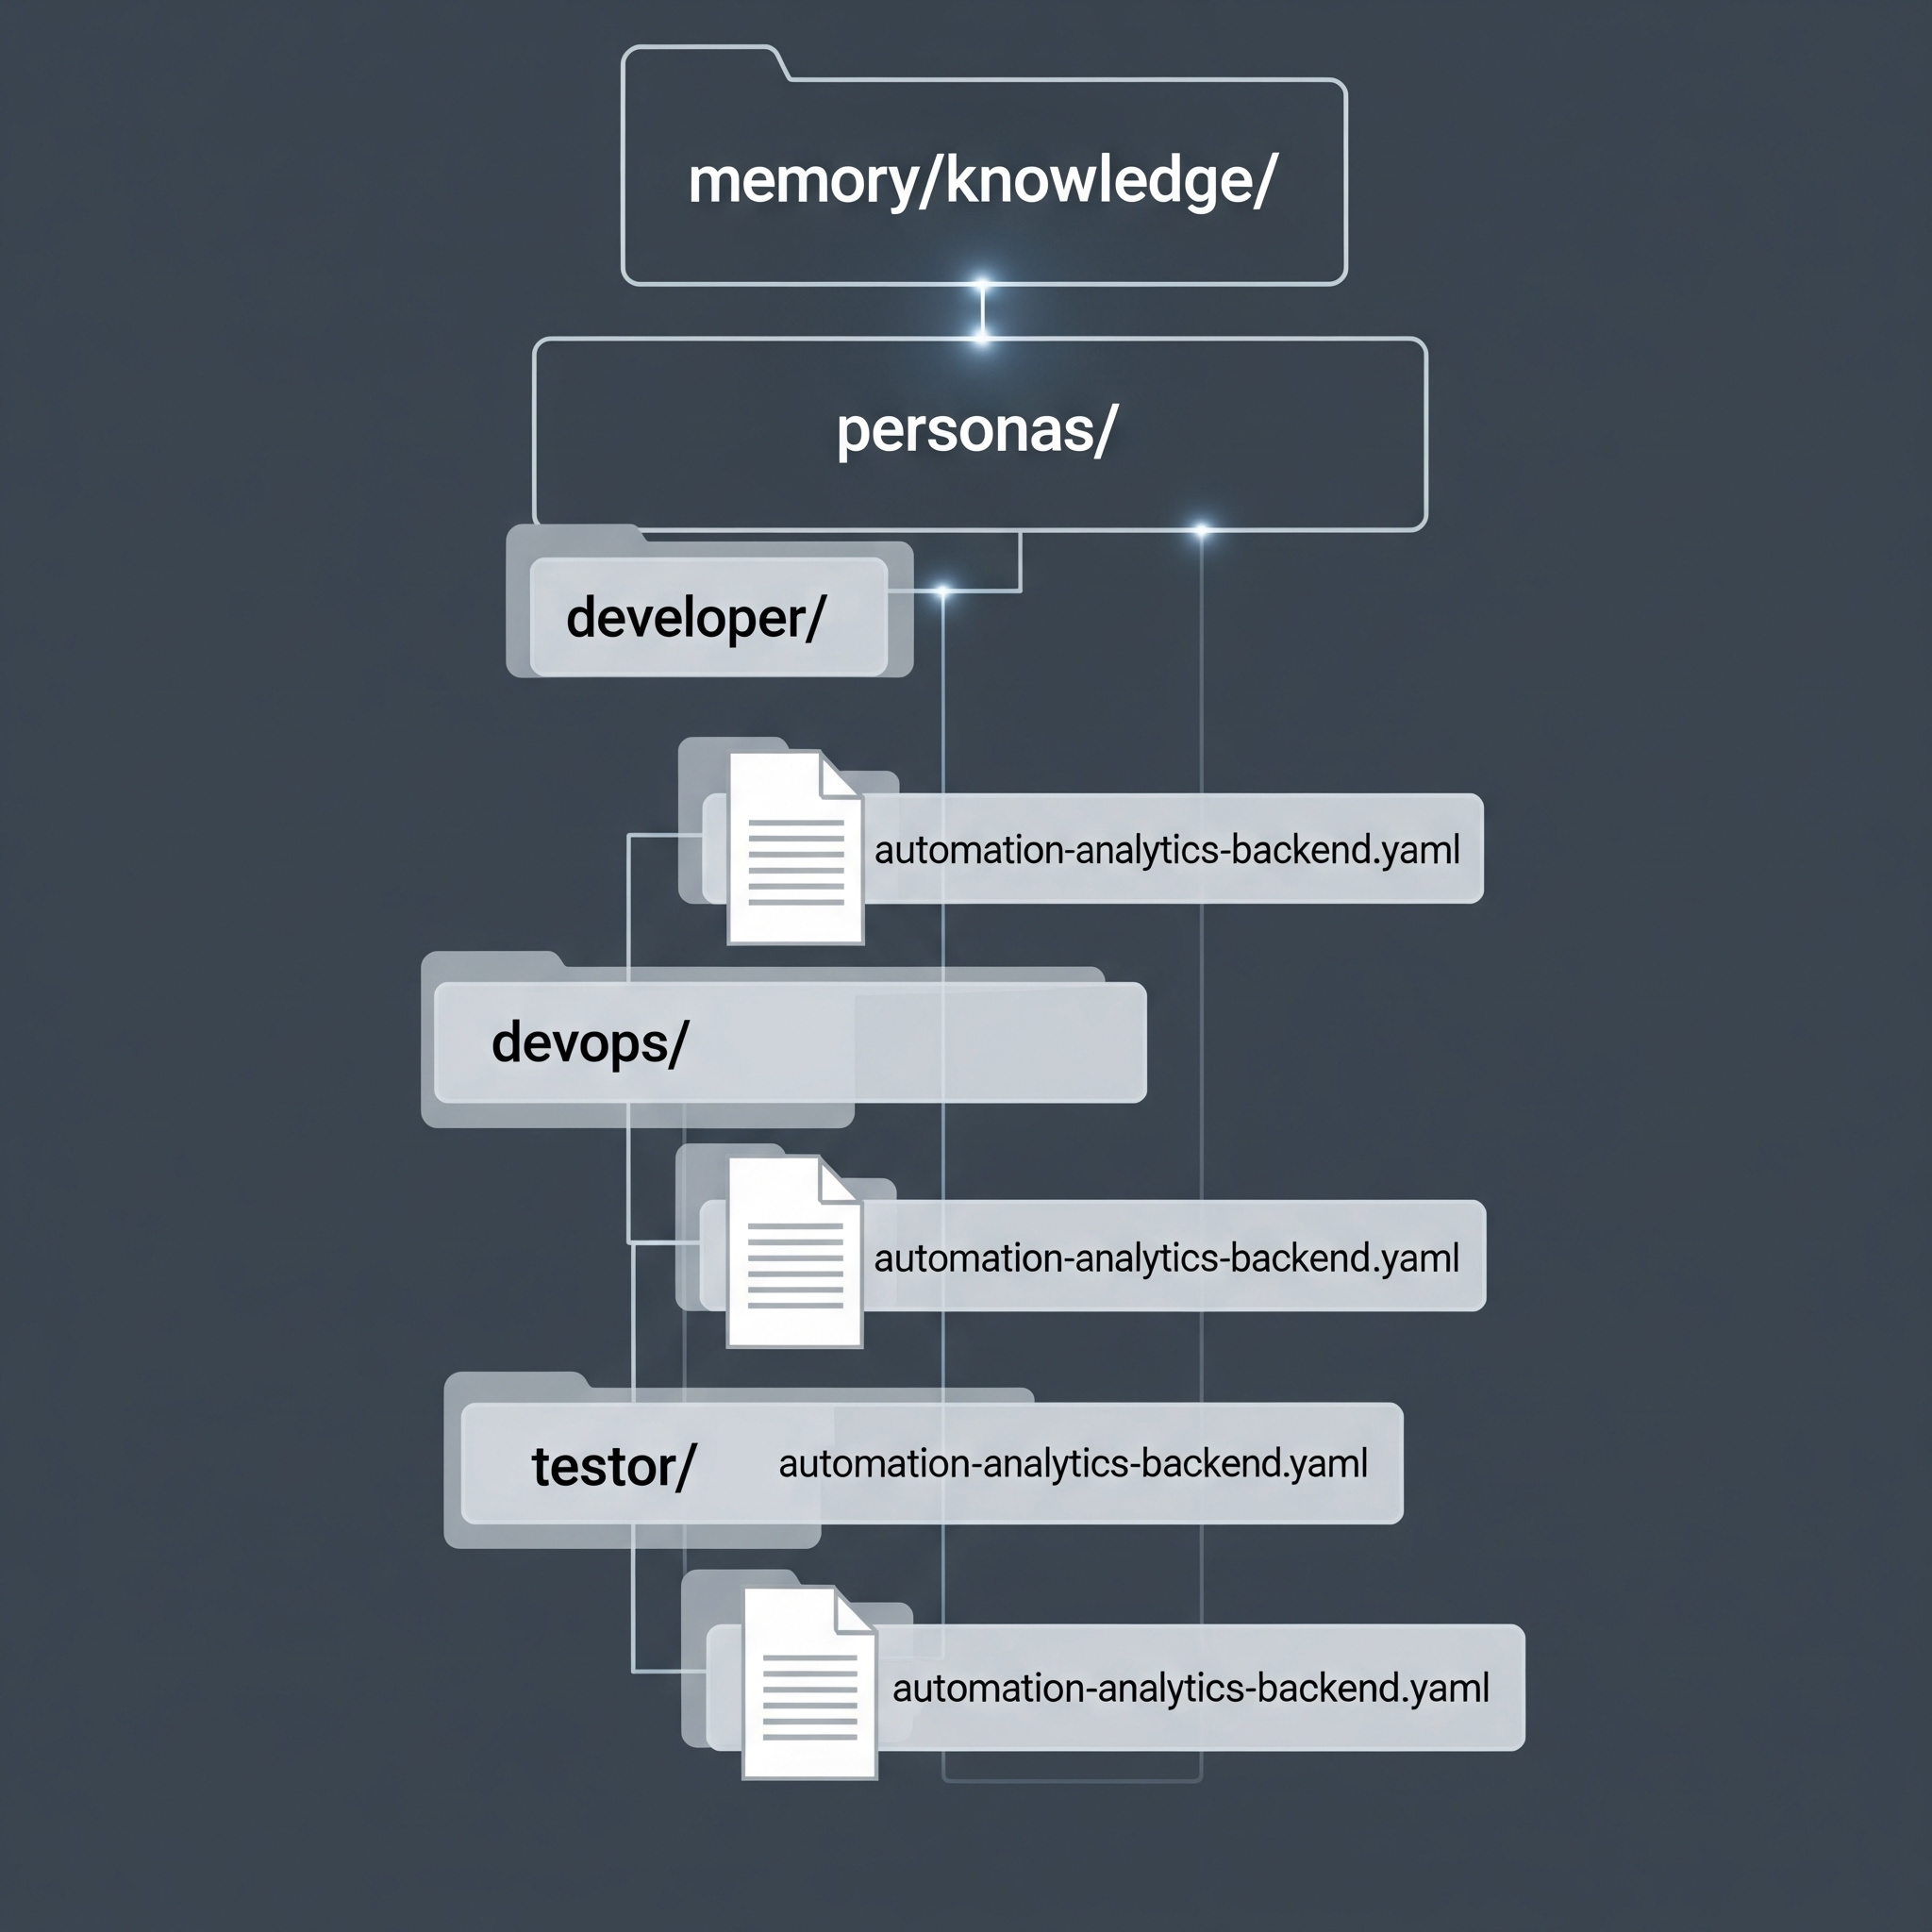 memory/knowledge/
personas/
developer/
automation-analytics-backend.yaml
devops/
automation-analytics-backend.yaml
testor/ automation-analytics-backend.yaml
automation-analytics-backend.yaml